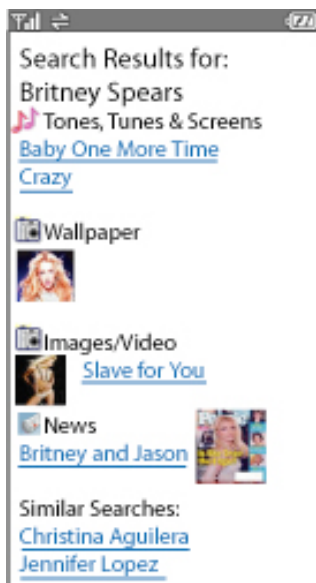 Search Results for:
Britney Spears
Tones, Tunes & Screens
Baby One More Time
Crazy
Wallpaper
Images/Video
Slave for You
News
Britney and Jason
Similar Searches:
Christina Aguilera
Jennifer Lopez